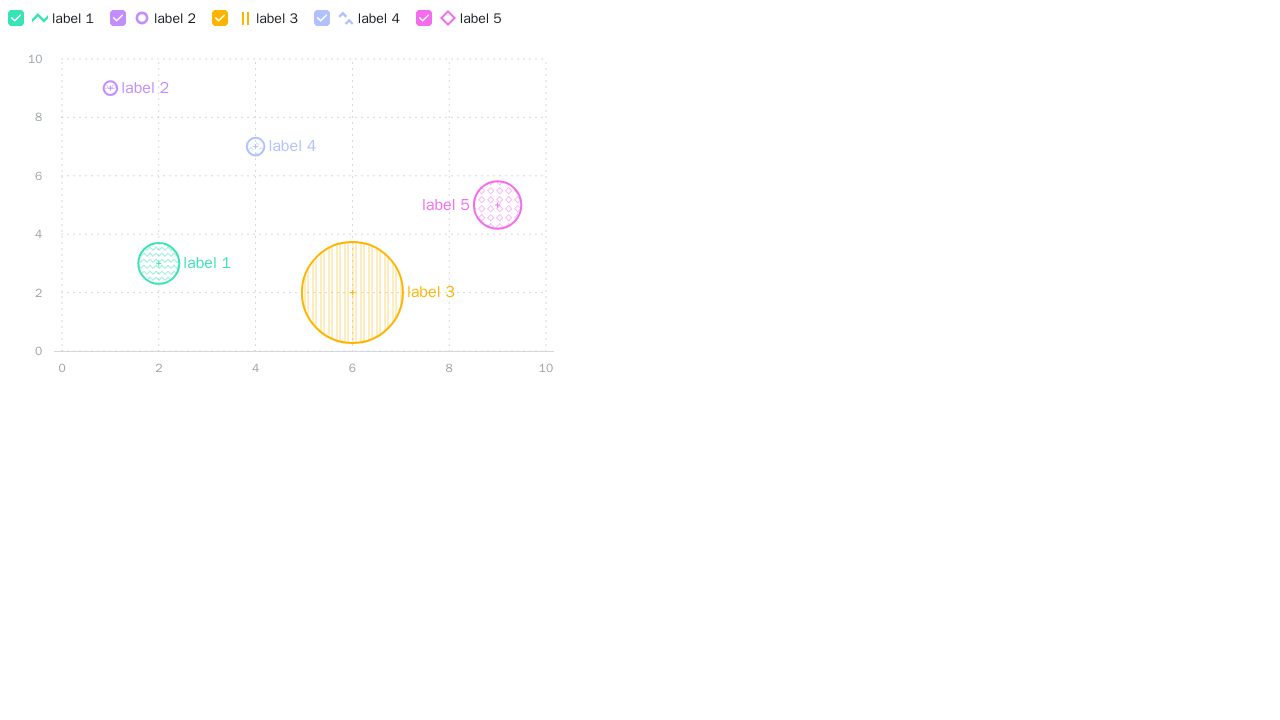 label 1 label 2 label 3 label 4 label 5
10
label 2
8
label 4
6
label 5
4
label 1
2
label 3
0
0 2 4 6 8 10